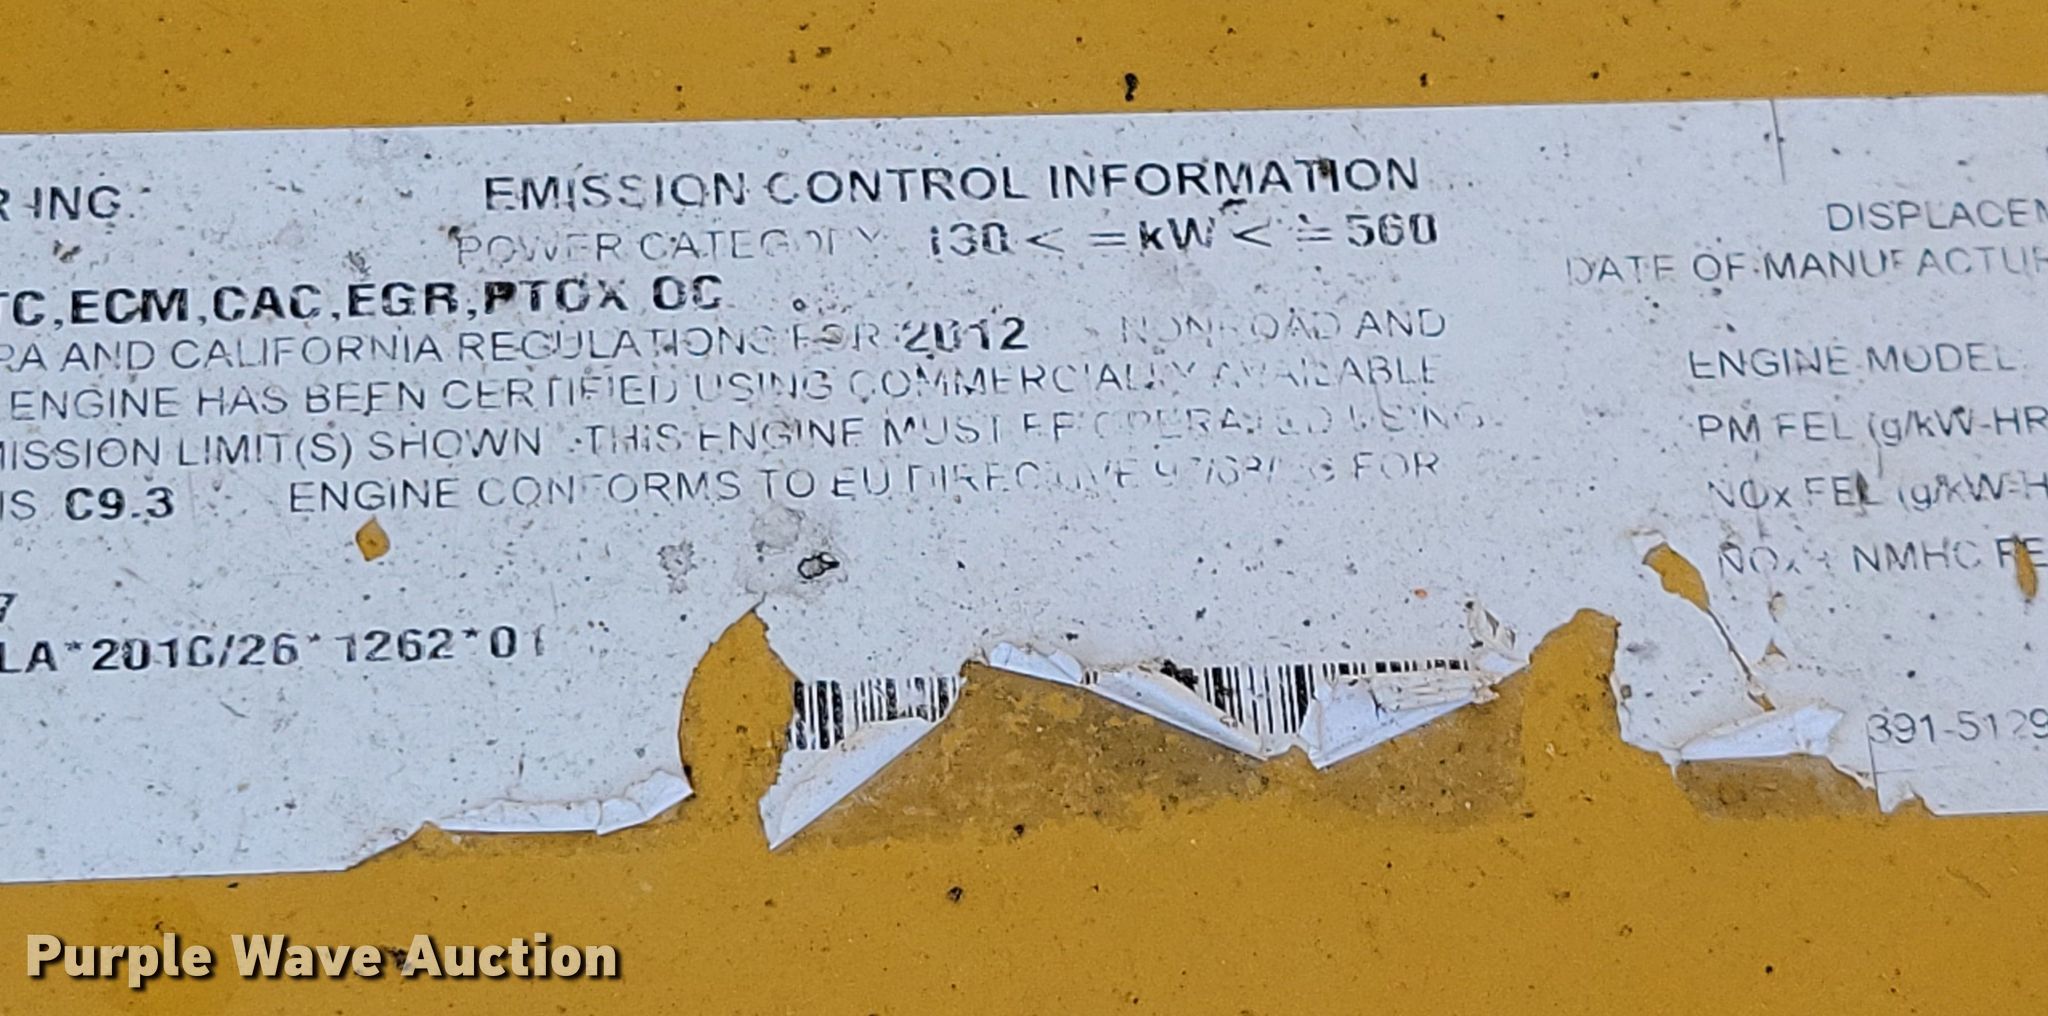 R ING. EMISSION CONTROL INFORMATION
POWER CATEGORY 130 < = kW < = 560
DISPLACEM
TC, ECM, CAC, EGR, PTOX OC
DATE OF MANUFACTUR
PA AND CALIFORNIA REGULATIONS FOR 2012 NONROAD AND
ENGINE HAS BEEN CERTIFIED USING COMMERCIALLY AVAILABLE
ENGINE MODEL:
MISSION LIMIT(S) SHOWN. THIS ENGINE MUST BE OPERATED USING
PM FEL (g/kW-HR
IS C9.3 ENGINE CONFORMS TO EU DIRECTIVE FOR
NOx FEL (g/kW-H
NOx + NMHC FE
7
LA*2010/26*1262*01
391-5129
Purple Wave Auction